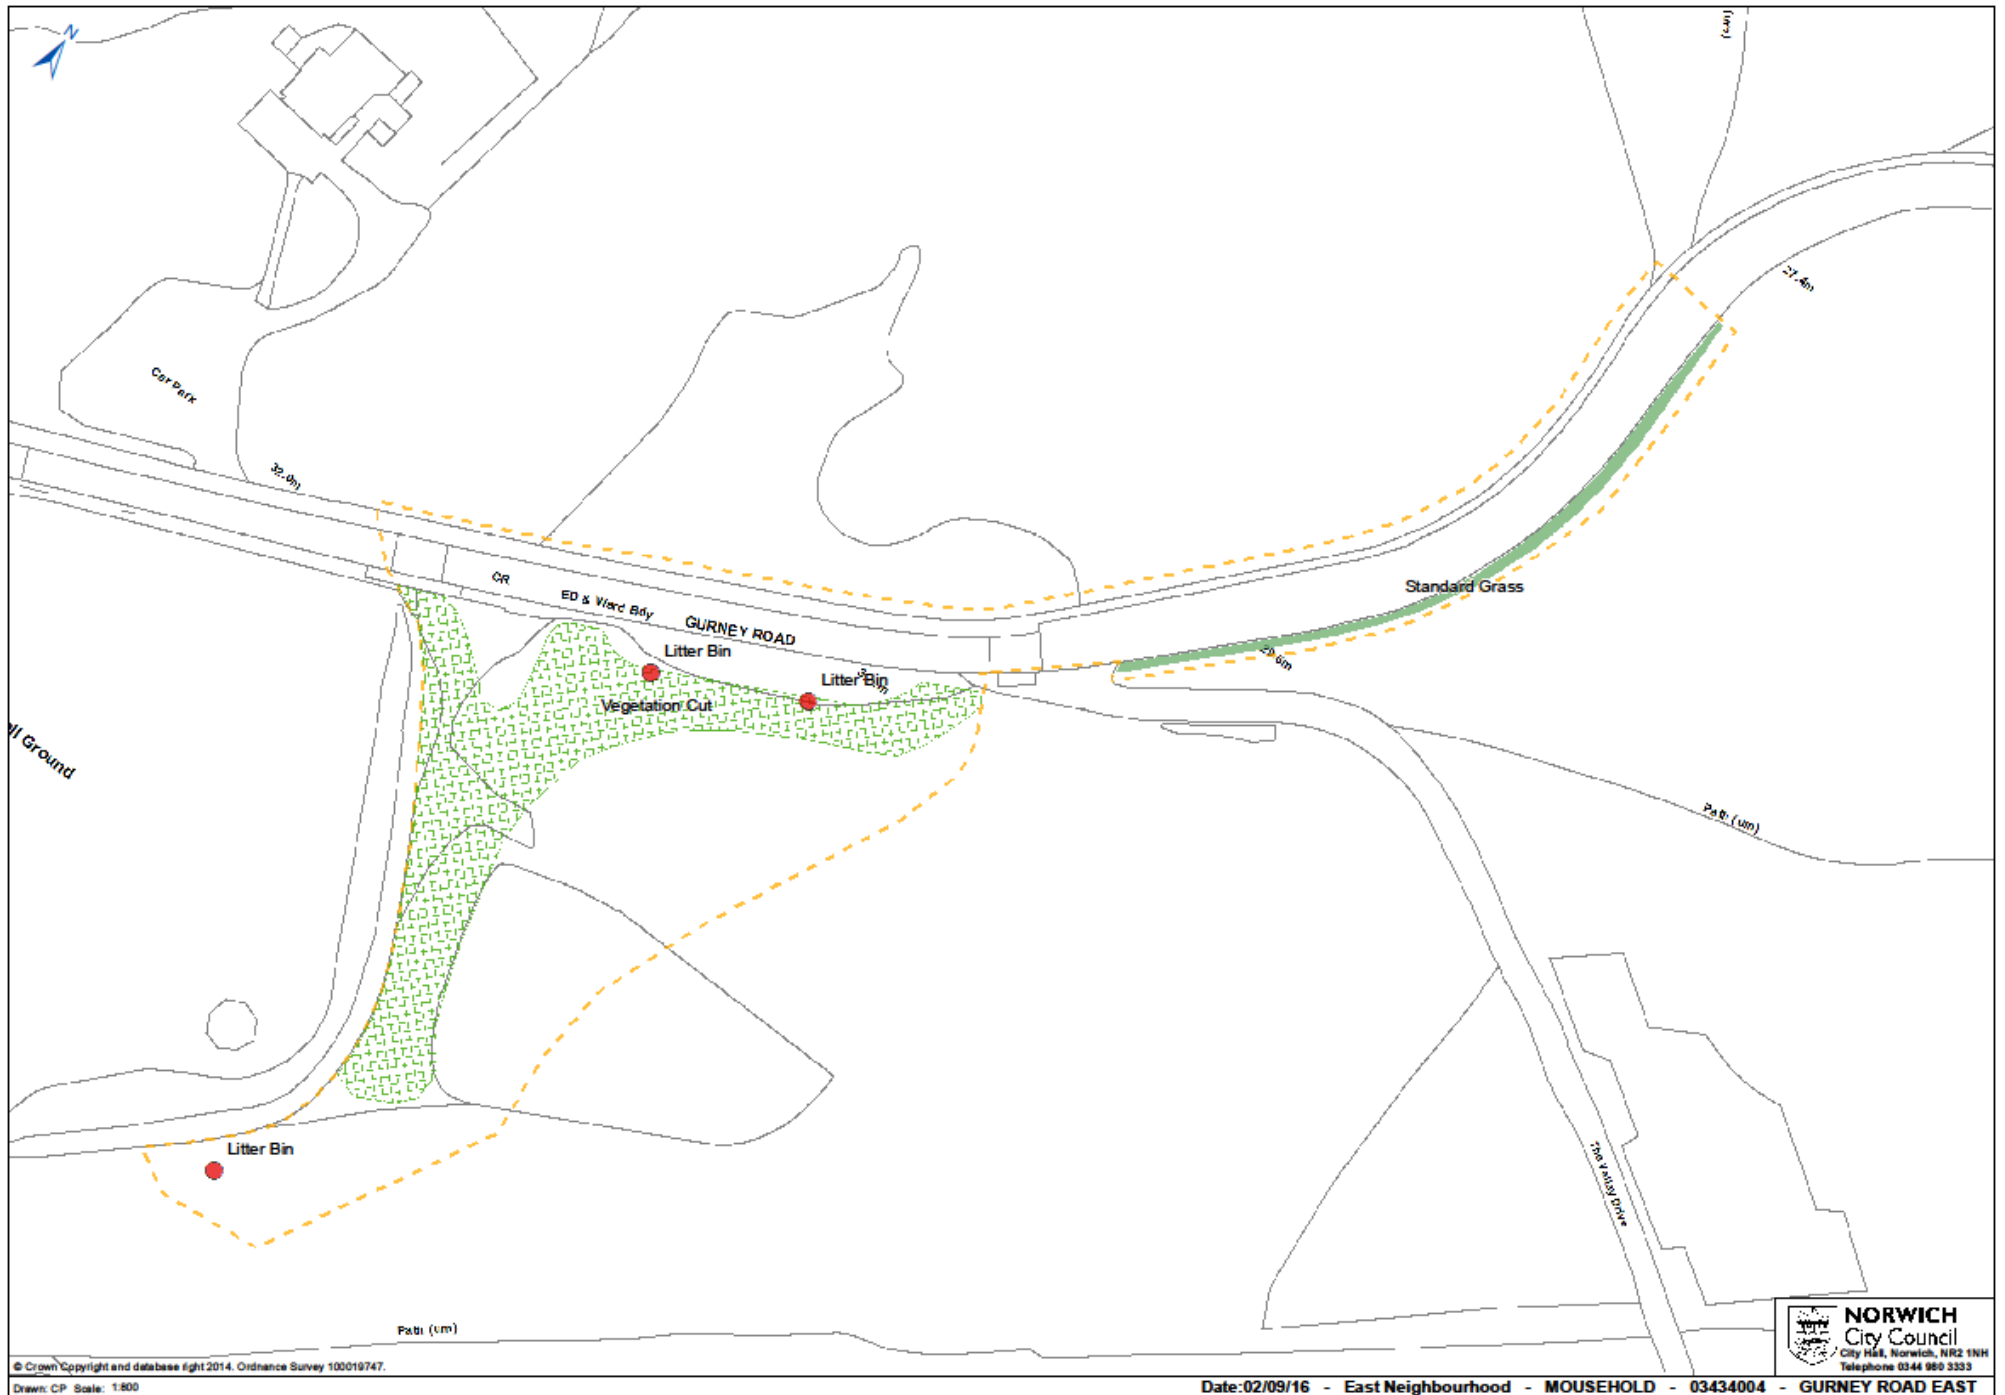 N
(um)
27.4m
Car Park
32.0m
CR
ED & Ward Bdy
GURNEY ROAD
Standard Grass
Litter Bin
Litter Bin
Vegetation Cut
ll Ground
Path (um)
Litter Bin
The Valley Drive
Path (um)
NORWICH
City Council
City Hall, Norwich, NR2 1NH
Telephone 0344 980 3333
© Crown Copyright and database right 2014. Ordnance Survey 100019747.
Drawn: CP Scale: 1:800
Date:02/09/16 - East Neighbourhood - MOUSEHOLD - 03434004 - GURNEY ROAD EAST